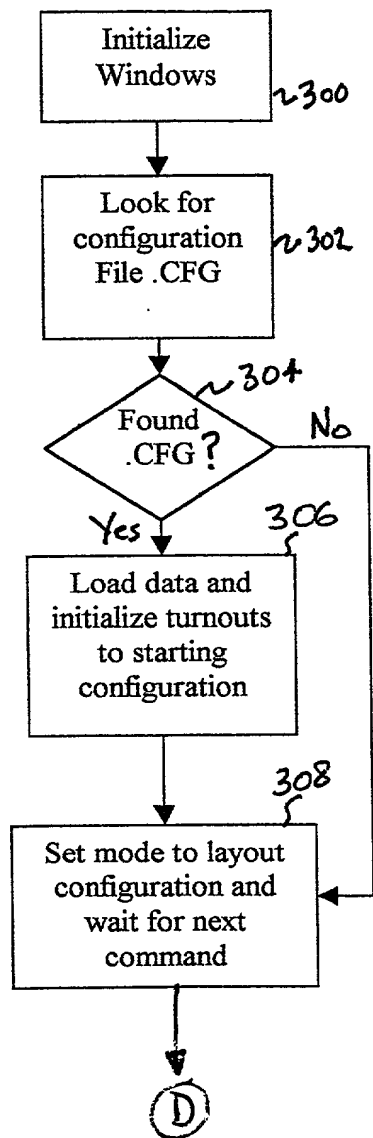 Initialize
Windows
300
Look for
configuration
File .CFG
302
304
Found
.CFG?
No
Yes
306
Load data and
initialize turnouts
to starting
configuration
308
Set mode to layout
configuration and
wait for next
command
D